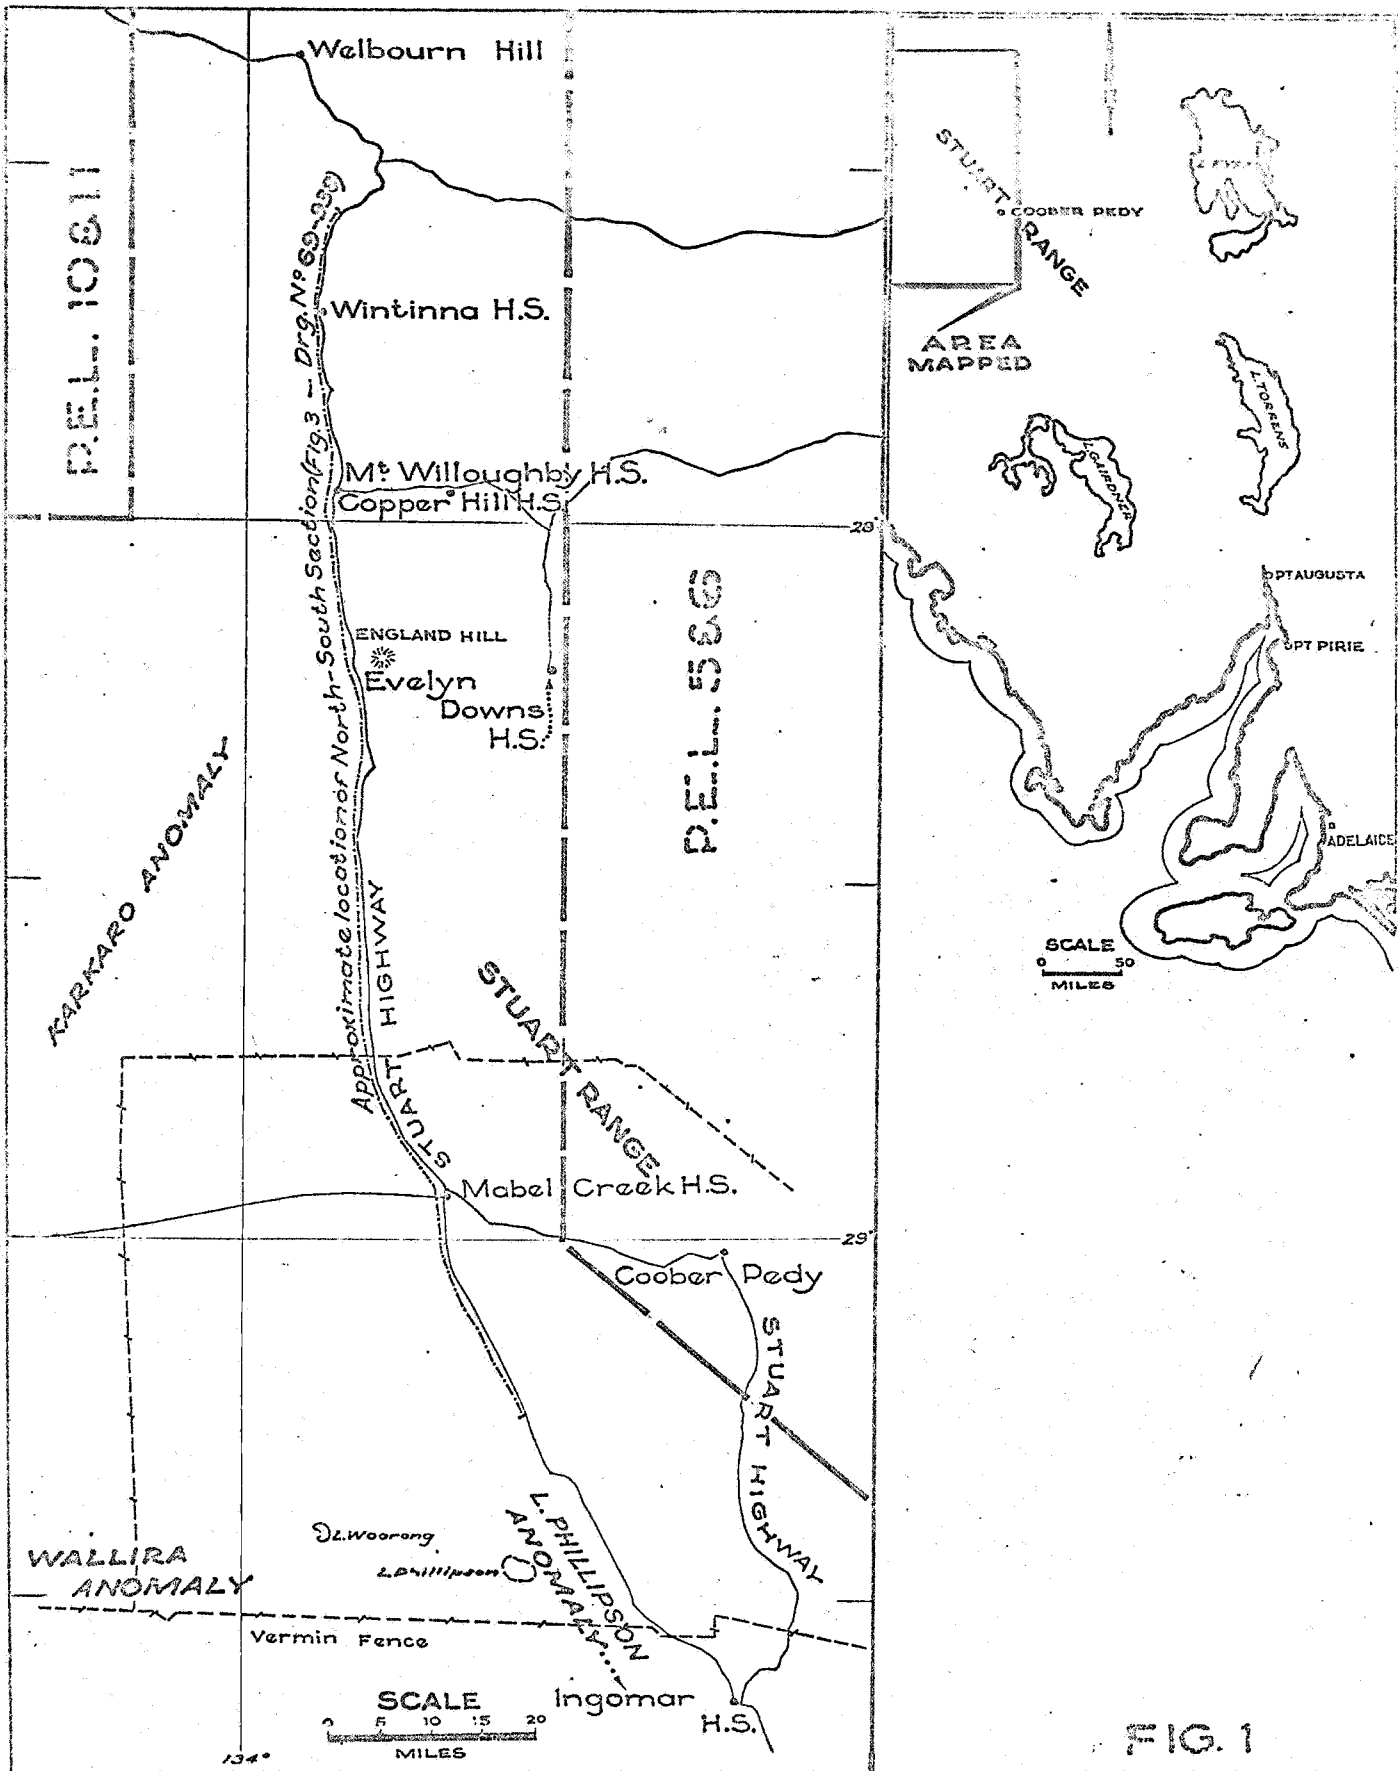 Welbourn Hill
P.E.L. 10 & 11
Wintinna H.S.
Approximate location of North-South Section (Fig. 3 – Drg. Nº 69-359)
Mt Willoughby H.S.
Copper Hill H.S.
28°
ENGLAND HILL
Evelyn
Downs
H.S.
P.E.L. 5 & 6
KARKARO ANOMALY
STUART HIGHWAY
STUART RANGE
Mabel Creek H.S.
29°
Coober Pedy
STUART HIGHWAY
L. Woorong
L. Phillipson
L. PHILLIPSON
ANOMALY
WALLIRA
ANOMALY
Vermin Fence
Ingomar
H.S.
SCALE
0 5 10 15 20
MILES
134°
STUART RANGE
COOBER PEDY
AREA
MAPPED
L. TORRENS
L. GAIRDNER
PT AUGUSTA
PT PIRIE
ADELAIDE
SCALE
0 50
MILES
FIG. 1